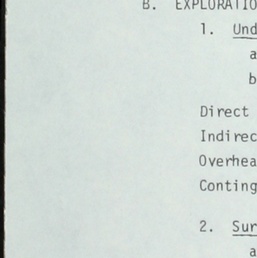 B. EXPLORATIO
1. Und
a
b
Direct
Indirec
Overhea
Conting
2. Sur
a